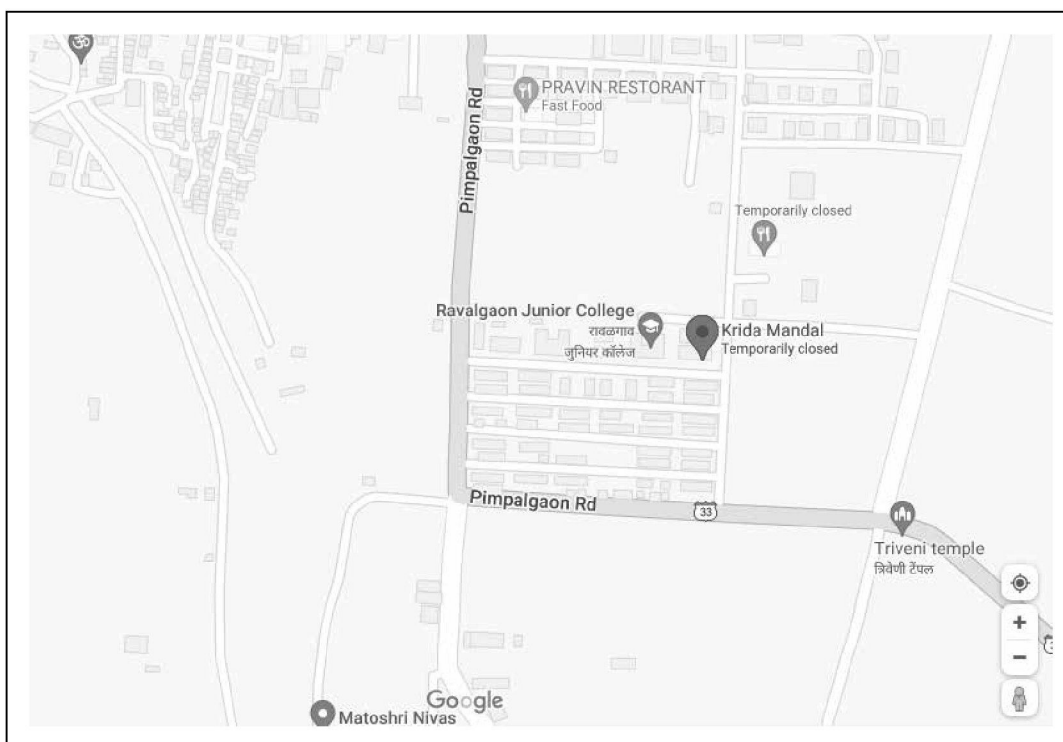 PRAVIN RESTORANT
Fast Food
Pimpalgaon Rd
Temporarily closed
Ravalgaon Junior College
रावळगाव
जुनियर कॉलेज
Krida Mandal
Temporarily closed
Pimpalgaon Rd
33
Triveni temple
त्रिवेणी टेंपल
Google
Matoshri Nivas